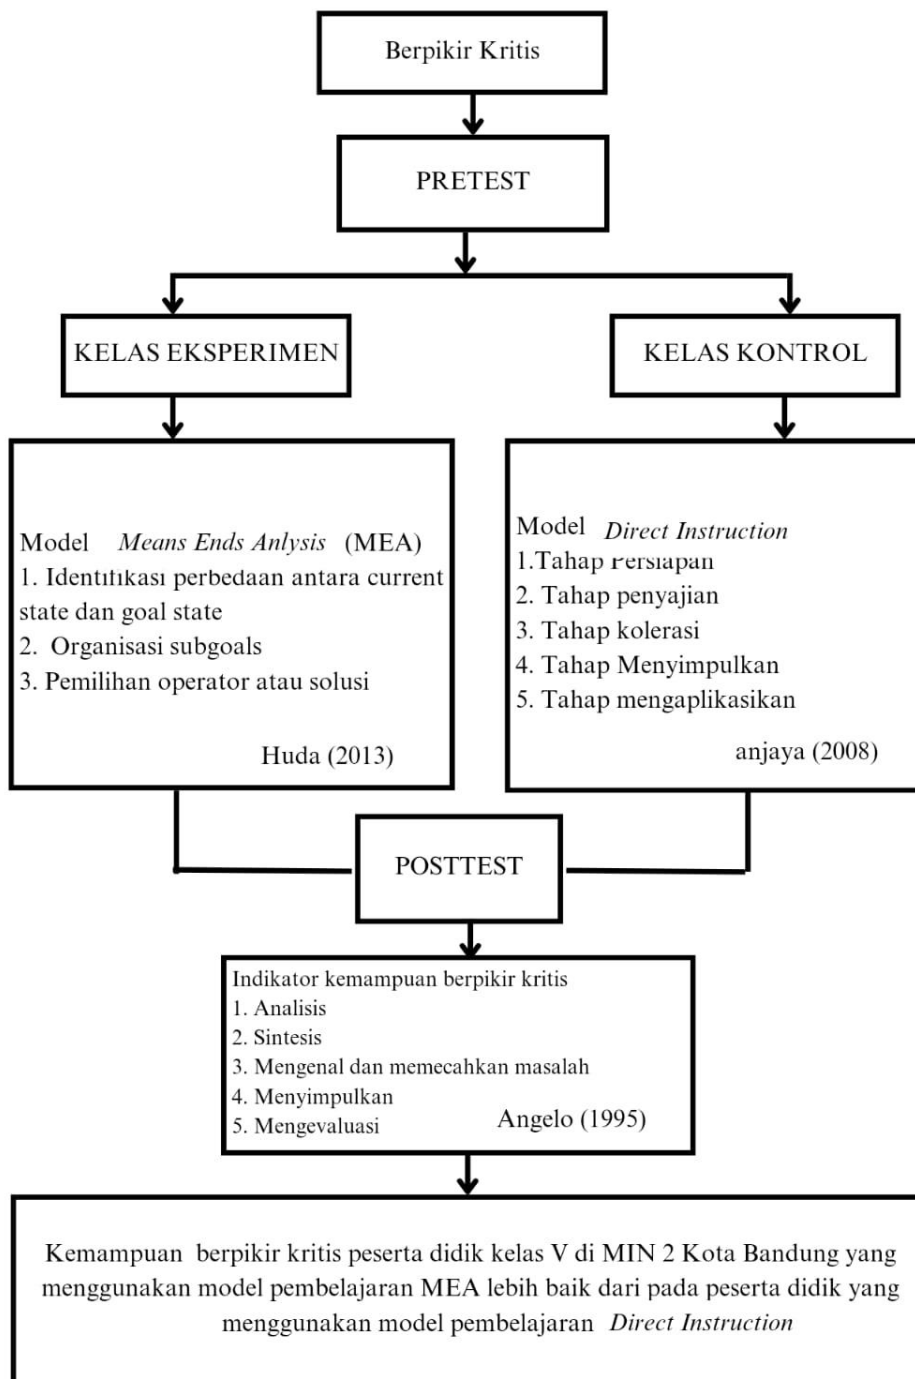 Berpikir Kritis
PRETEST
KELAS EKSPERIMEN
KELAS KONTROL
Model Means Ends Anlysis (MEA)
1. Identifikasi perbedaan antara current
state dan goal state
2. Organisasi subgoals
3. Pemilihan operator atau solusi
Huda (2013)
Model Direct Instruction
1.Tahap Persiapan
2. Tahap penyajian
3. Tahap kolerasi
4. Tahap Menyimpulkan
5. Tahap mengaplikasikan
anjaya (2008)
POSTTEST
Indikator kemampuan berpikir kritis
1. Analisis
2. Sintesis
3. Mengenal dan memecahkan masalah
4. Menyimpulkan
5. Mengevaluasi
Angelo (1995)
Kemampuan berpikir kritis peserta didik kelas V di MIN 2 Kota Bandung yang
menggunakan model pembelajaran MEA lebih baik dari pada peserta didik yang
menggunakan model pembelajaran Direct Instruction